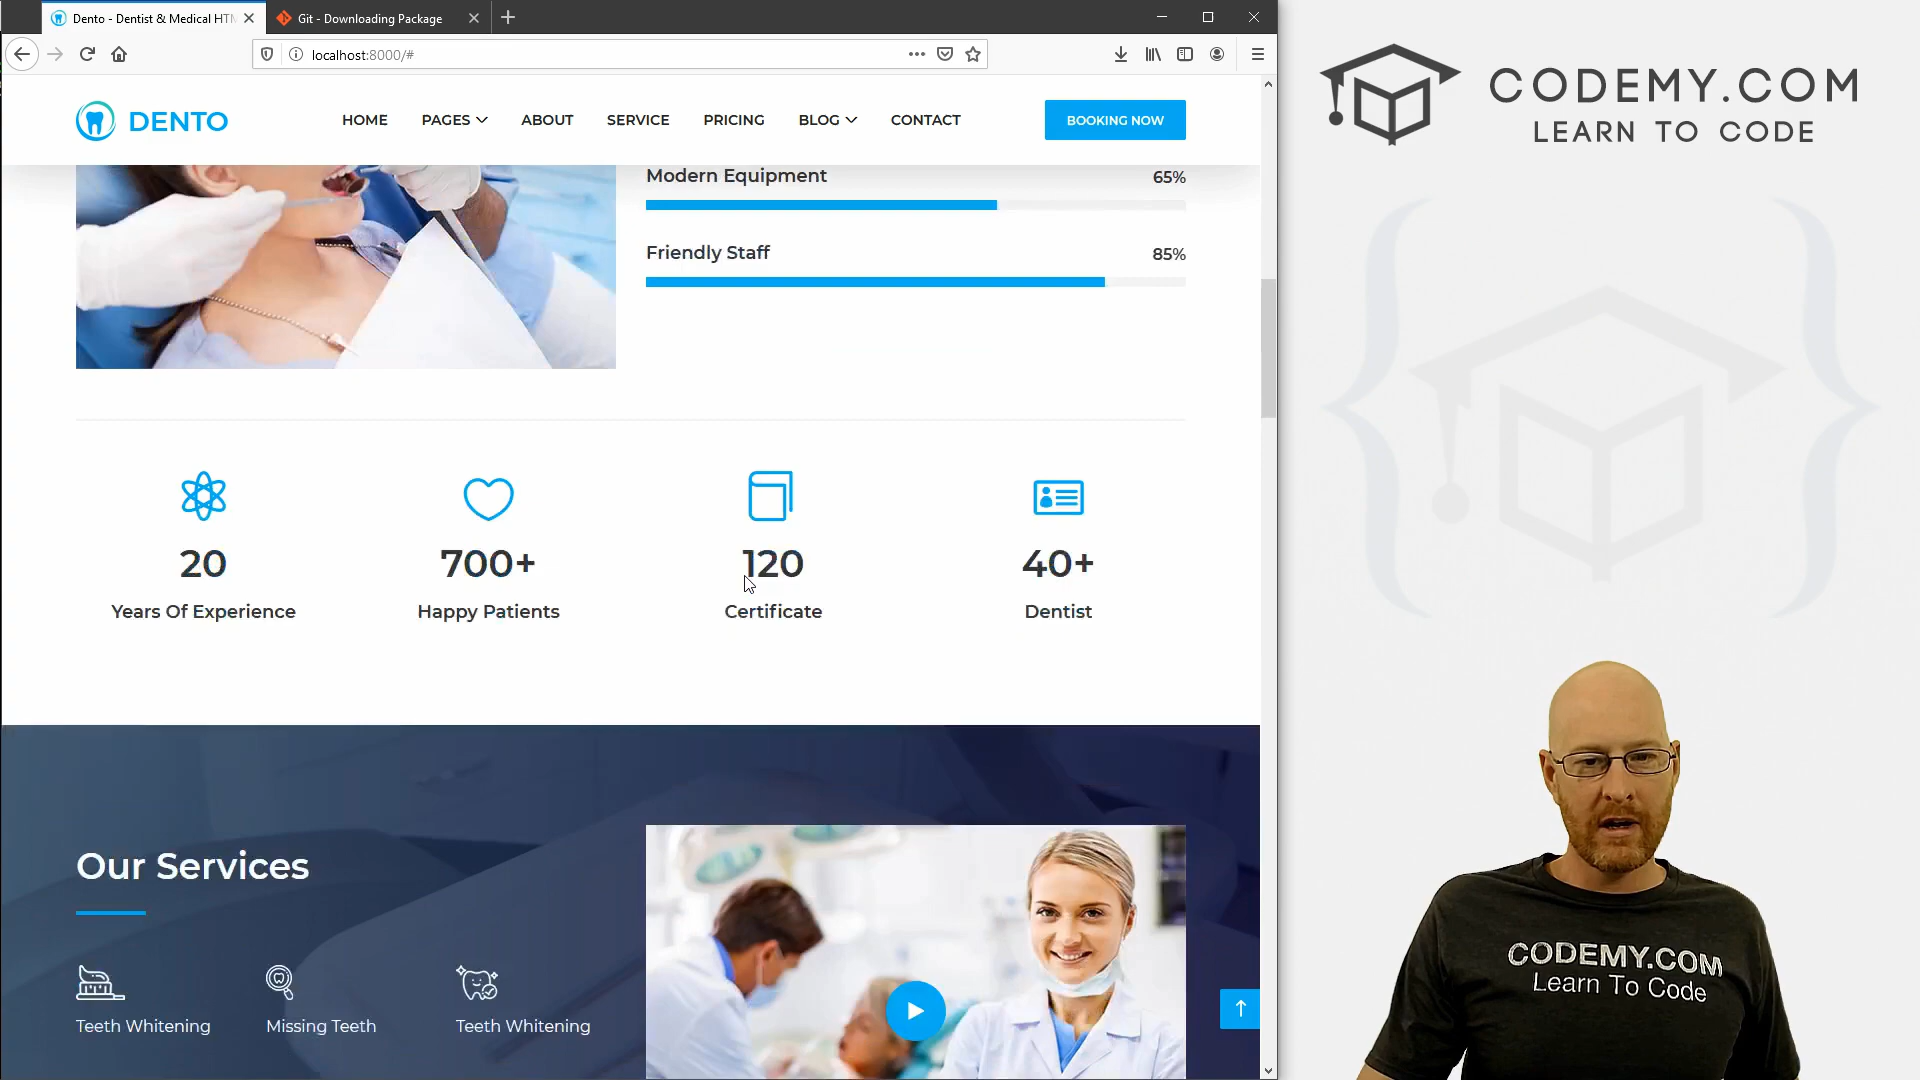 Dento - Dentist & Medical HTM
Git - Downloading Package
localhost:8000/#
DENTO
HOME
PAGES
ABOUT
SERVICE
PRICING
BLOG
CONTACT
BOOKING NOW
Modern Equipment
65%
Friendly Staff
85%
20
700+
120
40+
Years Of Experience
Happy Patients
Certificate
Dentist
Our Services
Teeth Whitening
Missing Teeth
Teeth Whitening
CODEMY.COM
LEARN TO CODE
CODEMY.COM
Learn To Code